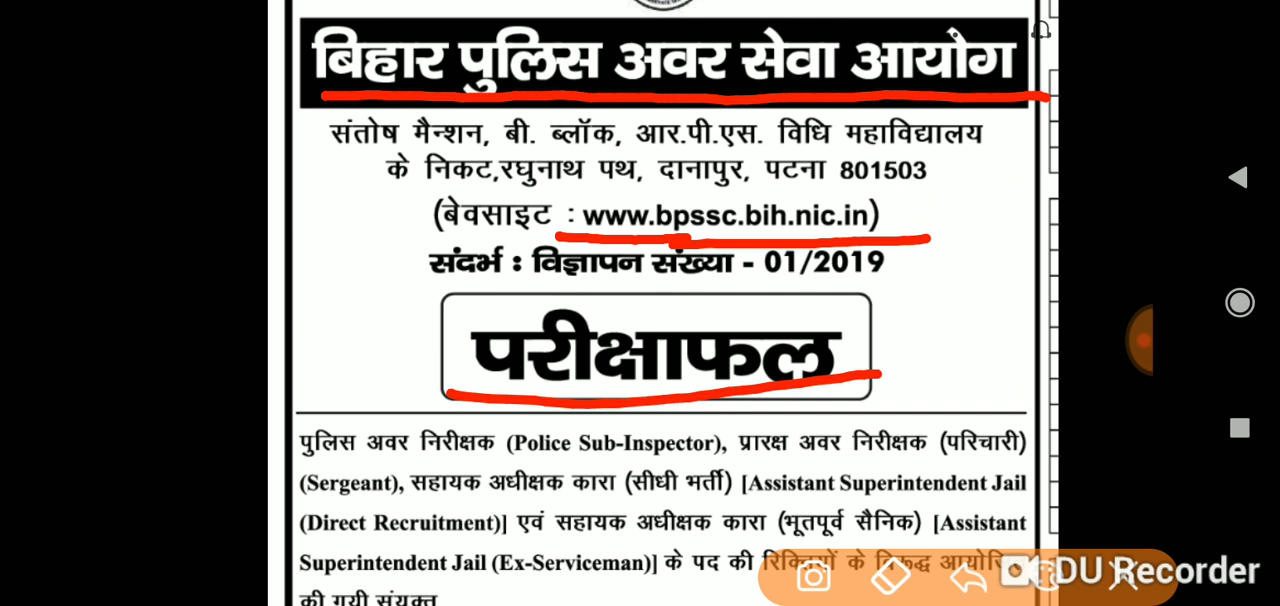 बिहार पुलिस अवर सेवा आयोग
संतोष मैन्शन, बी. ब्लॉक, आर.पी.एस. विधि महाविद्यालय
के निकट,रघुनाथ पथ, दानापुर, पटना 801503
(बेवसाइट : www.bpssc.bih.nic.in)
संदर्भ : विज्ञापन संख्या - 01/2019
परीक्षाफल
पुलिस अवर निरीक्षक (Police Sub-Inspector), प्रारक्ष अवर निरीक्षक (परिचारी)
(Sergeant), सहायक अधीक्षक कारा (सीधी भर्ती) [Assistant Superintendent Jail
(Direct Recruitment)] एवं सहायक अधीक्षक कारा (भूतपूर्व सैनिक) [Assistant
Superintendent Jail (Ex-Serviceman)] के पद की रिक्तियों के विरूद्ध
की गयी संयुक्त
DU Recorder